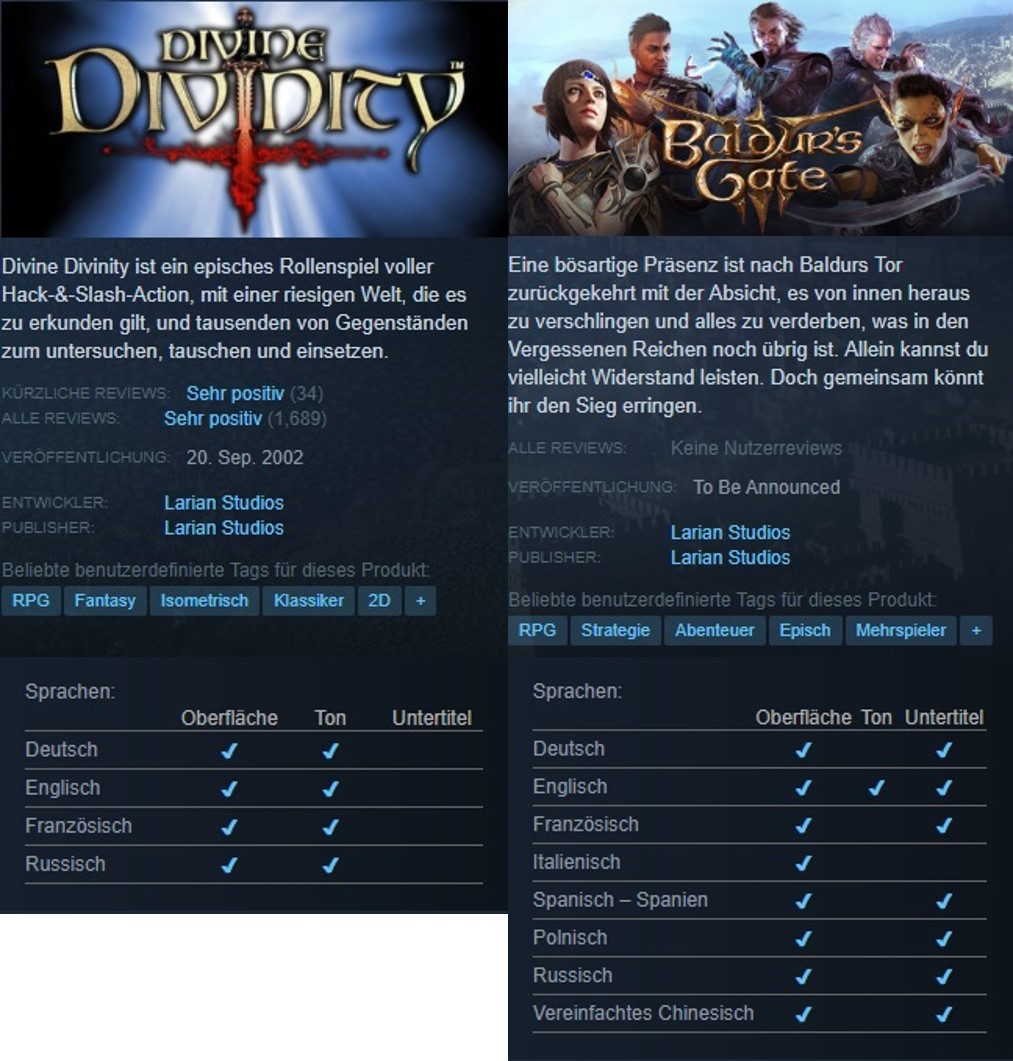 DIVINE
DIVINITY™
Divine Divinity ist ein episches Rollenspiel voller
Hack-&-Slash-Action, mit einer riesigen Welt, die es
zu erkunden gilt, und tausenden von Gegenständen
zum untersuchen, tauschen und einsetzen.
KÜRZLICHE REVIEWS: Sehr positiv (34)
ALLE REVIEWS: Sehr positiv (1,689)
VERÖFFENTLICHUNG: 20. Sep. 2002
ENTWICKLER: Larian Studios
PUBLISHER: Larian Studios
Beliebte benutzerdefinierte Tags für dieses Produkt:
RPG Fantasy Isometrisch Klassiker 2D +
Sprachen:
Oberfläche Ton Untertitel
Deutsch ✔ ✔
Englisch ✔ ✔
Französisch ✔ ✔
Russisch ✔ ✔
BALDUR'S
GATE
III
Eine bösartige Präsenz ist nach Baldurs Tor
zurückgekehrt mit der Absicht, es von innen heraus
zu verschlingen und alles zu verderben, was in den
Vergessenen Reichen noch übrig ist. Allein kannst du
vielleicht Widerstand leisten. Doch gemeinsam könnt
ihr den Sieg erringen.
ALLE REVIEWS: Keine Nutzerreviews
VERÖFFENTLICHUNG: To Be Announced
ENTWICKLER: Larian Studios
PUBLISHER: Larian Studios
Beliebte benutzerdefinierte Tags für dieses Produkt:
RPG Strategie Abenteuer Episch Mehrspieler +
Sprachen:
Oberfläche Ton Untertitel
Deutsch ✔ ✔
Englisch ✔ ✔ ✔
Französisch ✔ ✔
Italienisch ✔
Spanisch – Spanien ✔ ✔
Polnisch ✔ ✔
Russisch ✔ ✔
Vereinfachtes Chinesisch ✔ ✔